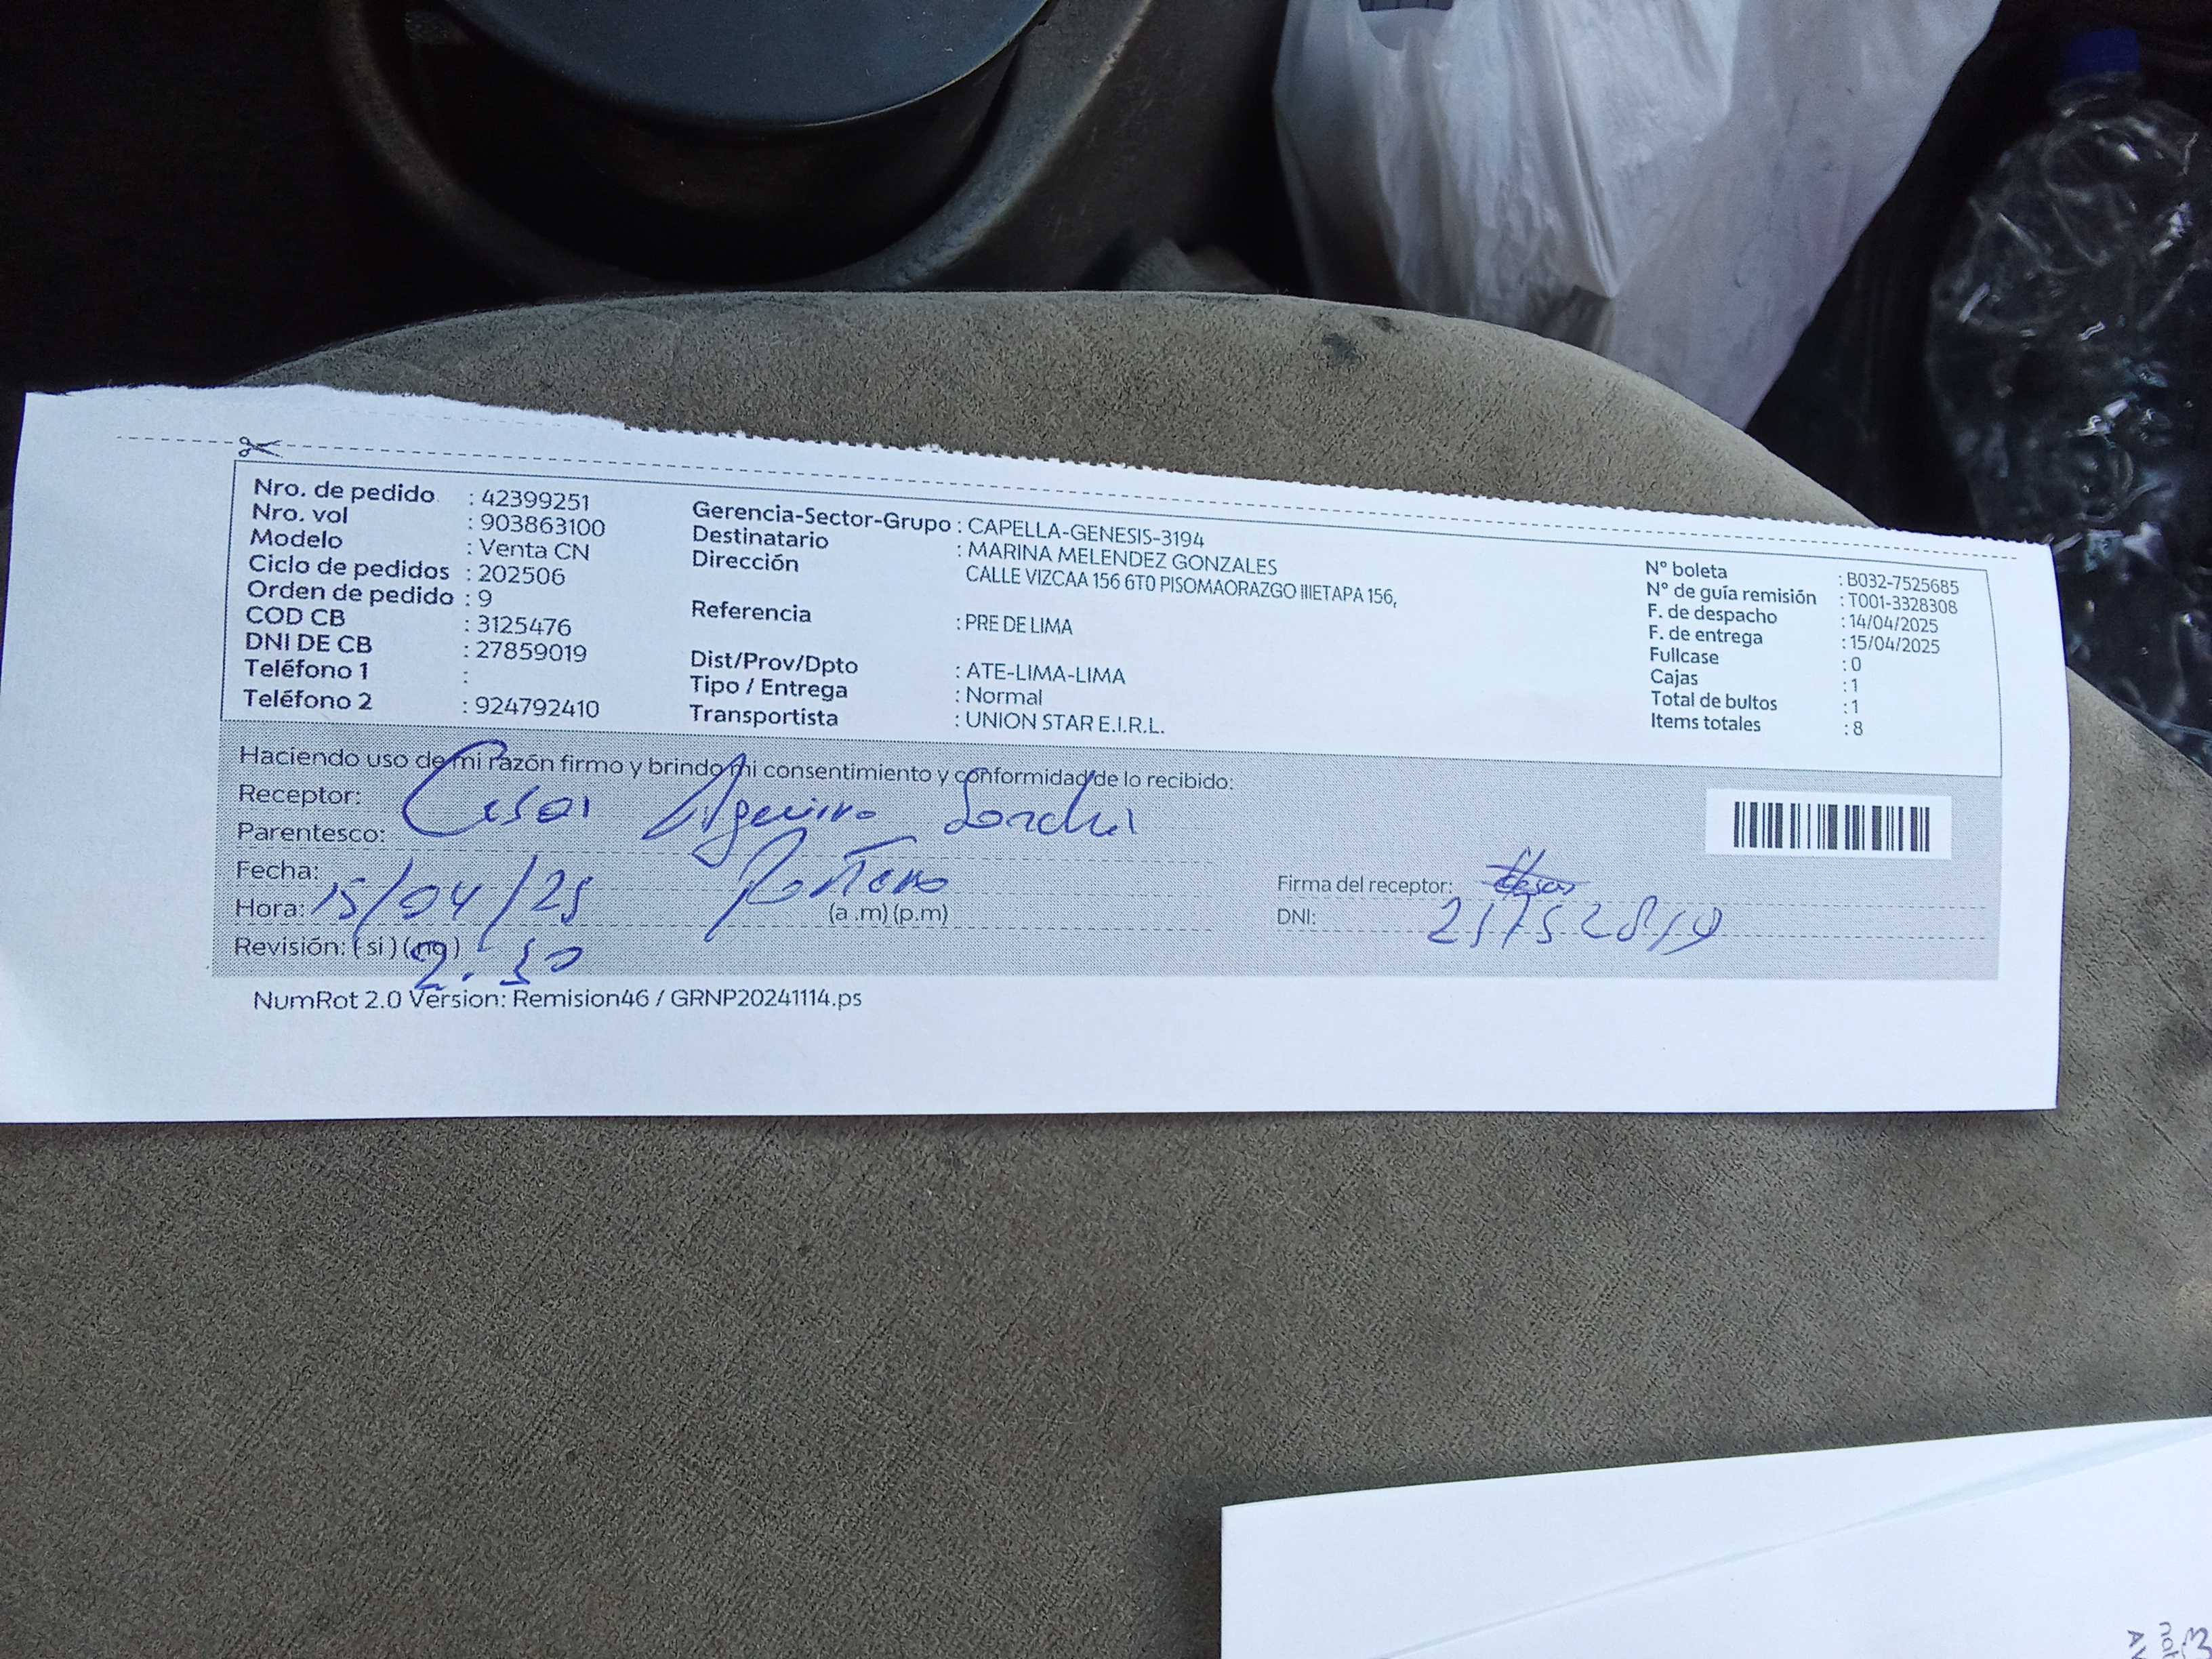 Nro. de pedido : 42399251
Nro. vol : 903863100
Modelo : Venta CN
Ciclo de pedidos : 202506
Orden de pedido : 9
COD CB : 3125476
DNI DE CB : 27859019
Teléfono 1 :
Teléfono 2 : 924792410
Gerencia-Sector-Grupo : CAPELLA-GENESIS-3194
Destinatario : MARINA MELENDEZ GONZALES
Dirección : CALLE VIZCAA 156 6T0 PISOMAORAZGO IIIETAPA 156,
Referencia : PRE DE LIMA
Dist/Prov/Dpto : ATE-LIMA-LIMA
Tipo / Entrega : Normal
Transportista : UNION STAR E.I.R.L.
N° boleta : B032-7525685
N° de guía remisión : T001-3328308
F. de despacho : 14/04/2025
F. de entrega : 15/04/2025
Fullcase : 0
Cajas : 1
Total de bultos : 1
Items totales : 8
Haciendo uso de mi razón firmo y brindo mi consentimiento y conformidad de lo recibido:
Receptor: Cesar
Parentesco: Portero
Fecha: 15/04/25
Hora: 2:30 (a .m) (p.m)
Revisión: ( si ) ( no )
Firma del receptor:
DNI:
NumRot 2.0 Version: Remision46 / GRNP20241114.ps